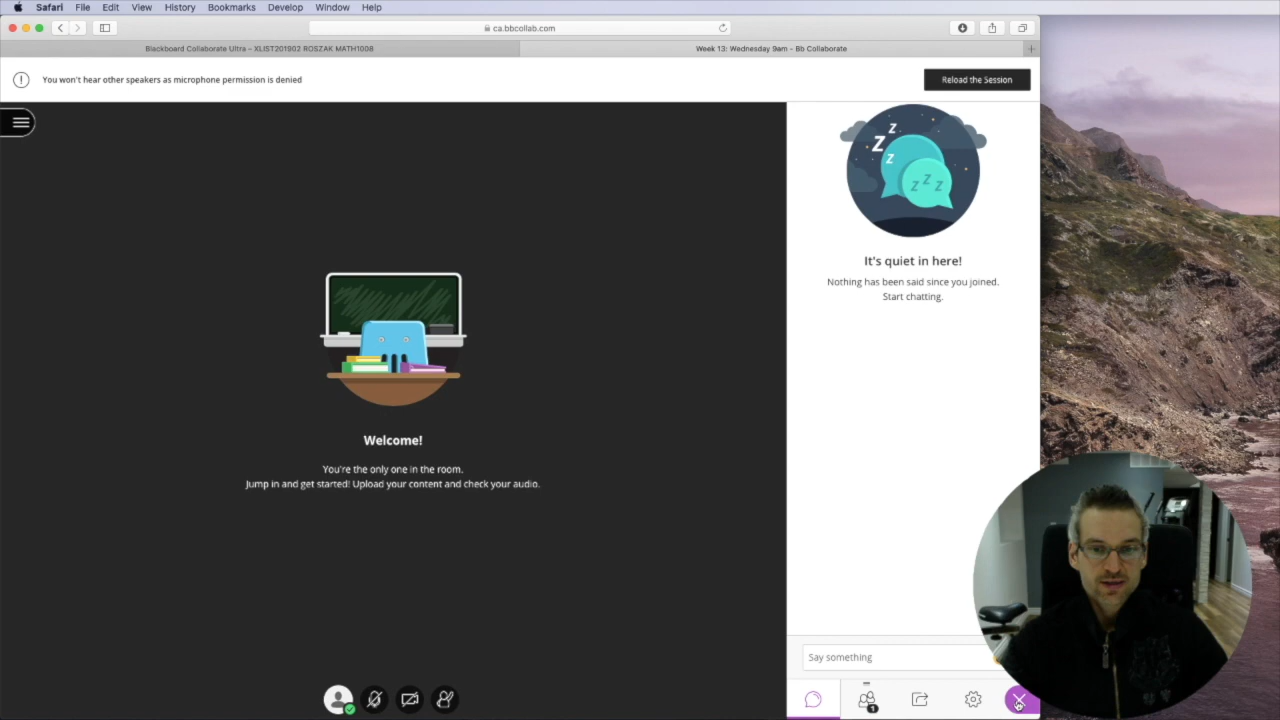 Safari File Edit View History Bookmarks Develop Window Help
ca.bbcollab.com
Blackboard Collaborate Ultra – XLIST201902 ROSZAK MATH1008
Week 13: Wednesday 9am - Bb Collaborate
You won't hear other speakers as microphone permission is denied
Reload the Session
z
Z
z
Z Z Z
It's quiet in here!
Nothing has been said since you joined.
Start chatting.
Welcome!
You're the only one in the room.
Jump in and get started! Upload your content and check your audio.
Say something
1